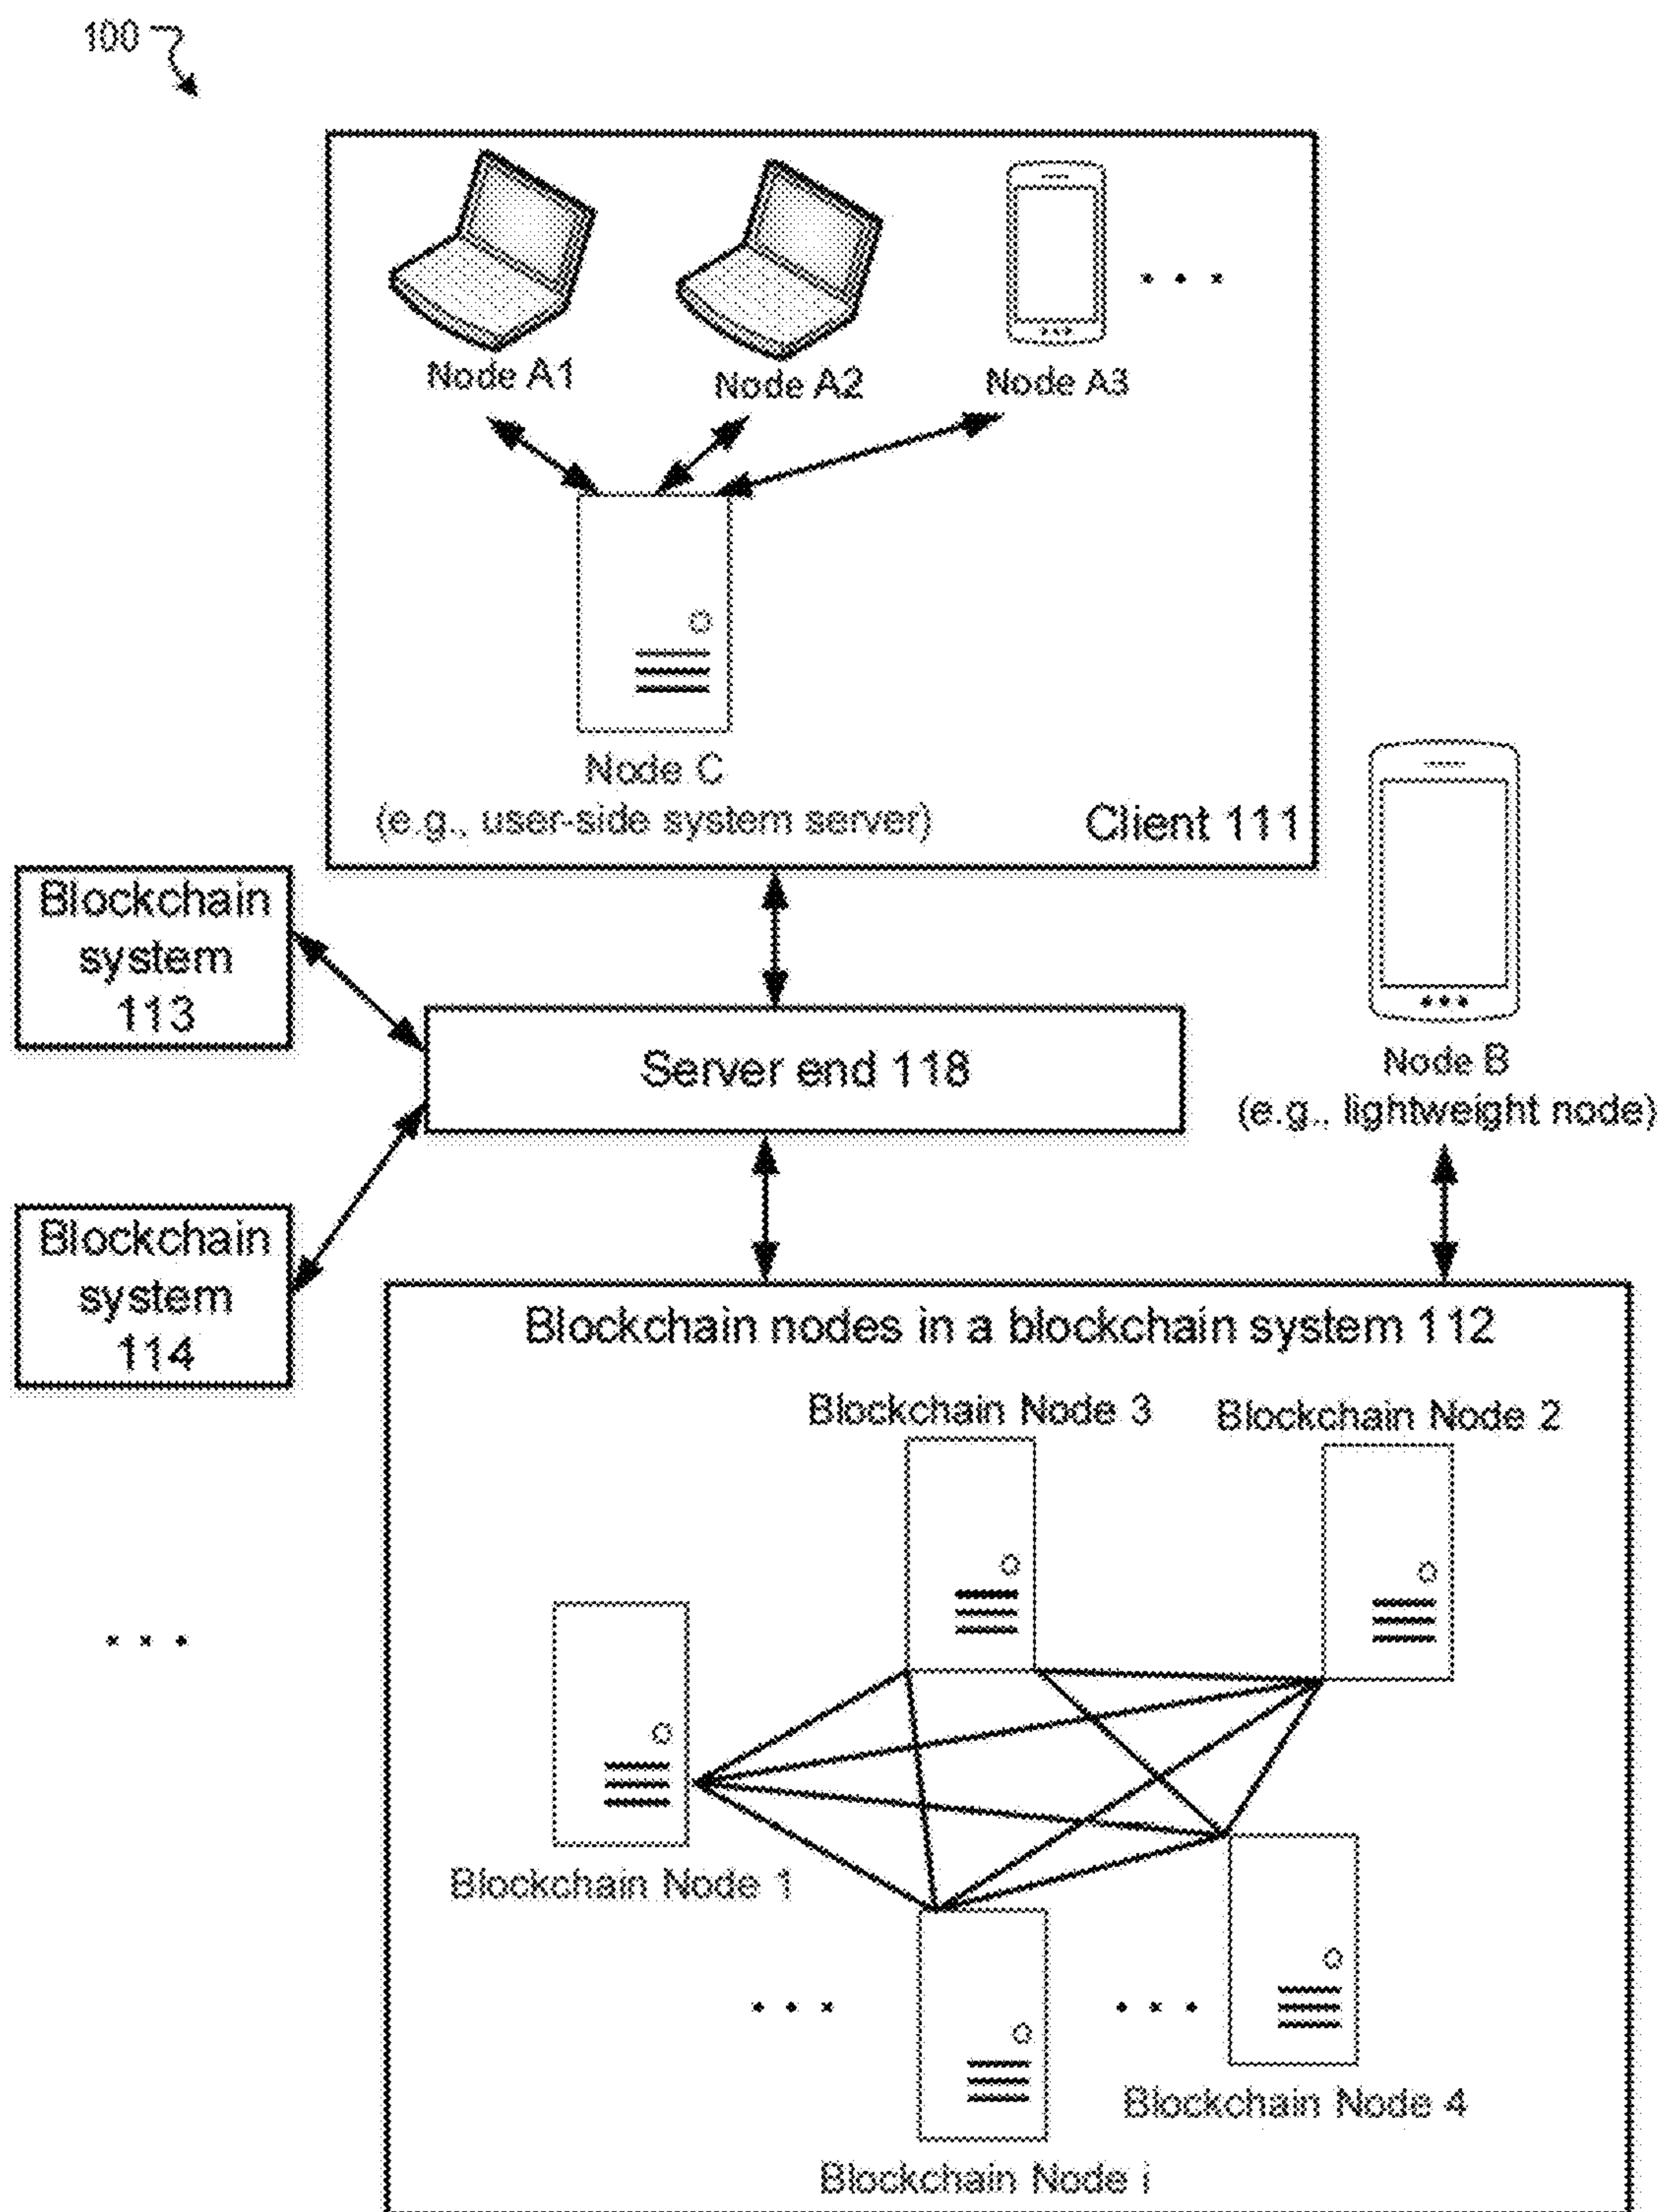 100
Node A1
Node A2
Node A3
Node C
(e.g., user-side system server)
Client 111
Blockchain
system
113
Server end 118
Node B
(e.g., lightweight node)
Blockchain
system
114
Blockchain nodes in a blockchain system 112
Blockchain Node 3
Blockchain Node 2
Blockchain Node 1
Blockchain Node 4
Blockchain Node i